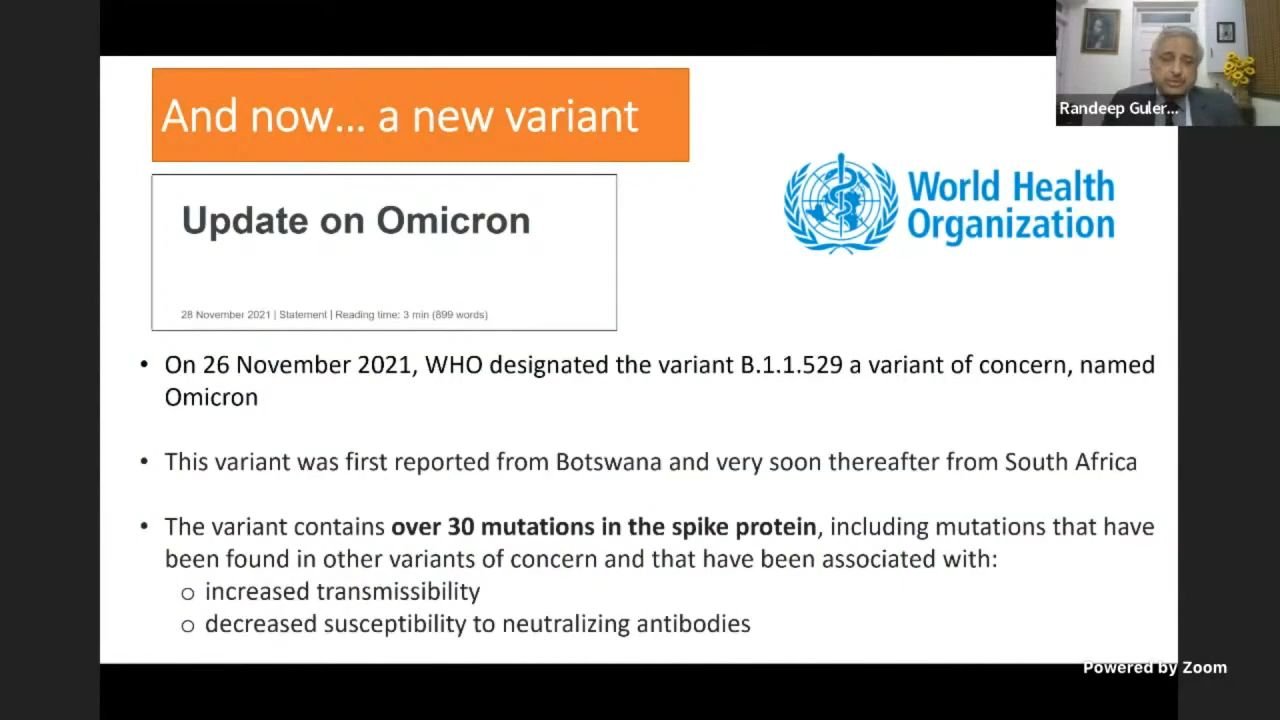 And now... a new variant
Randeep Guler...
World Health
Organization
Update on Omicron
28 November 2021 | Statement | Reading time: 3 min (899 words)
• On 26 November 2021, WHO designated the variant B.1.1.529 a variant of concern, named
Omicron
• This variant was first reported from Botswana and very soon thereafter from South Africa
• The variant contains over 30 mutations in the spike protein, including mutations that have
been found in other variants of concern and that have been associated with:
o increased transmissibility
o decreased susceptibility to neutralizing antibodies
Powered by Zoom